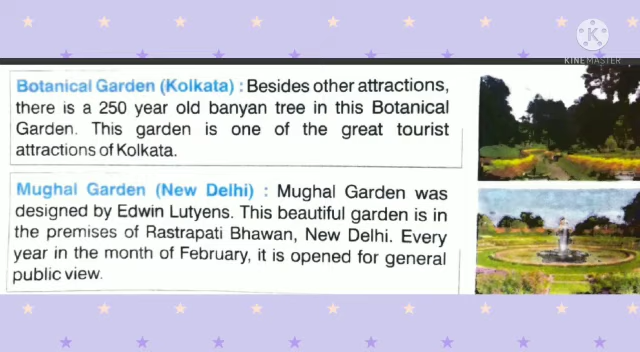 KINEMASTER
Botanical Garden (Kolkata) : Besides other attractions,
there is a 250 year old banyan tree in this Botanical
Garden. This garden is one of the great tourist
attractions of Kolkata.
Mughal Garden (New Delhi) : Mughal Garden was
designed by Edwin Lutyens. This beautiful garden is in
the premises of Rastrapati Bhawan, New Delhi. Every
year in the month of February, it is opened for general
public view.